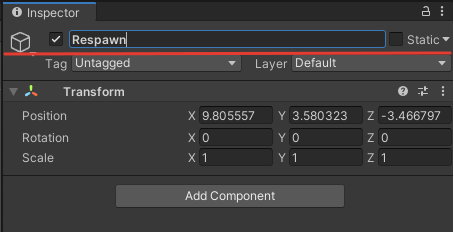 Inspector
Respawn Static
Tag Untagged Layer Default
Transform
Position X 9.805557 Y 3.580323 Z -3.466797
Rotation X 0 Y 0 Z 0
Scale X 1 Y 1 Z 1
Add Component